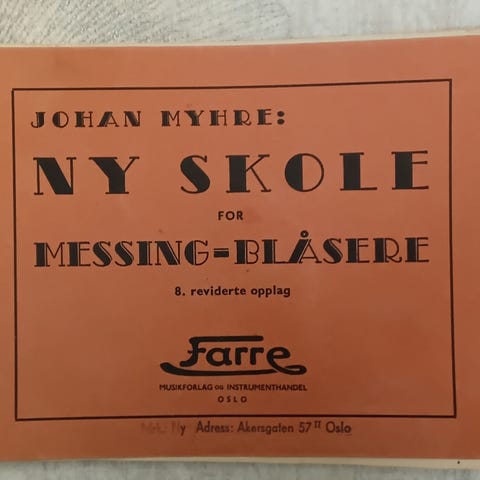 JOHAN MYHRE:
NY SKOLE
FOR
MESSING=BLÅSERE
8. reviderte opplag
Farre
MUSIKFORLAG OG INSTRUMENTHANDEL
OSLO
Ny Adress: Akersgaten 57 II Oslo